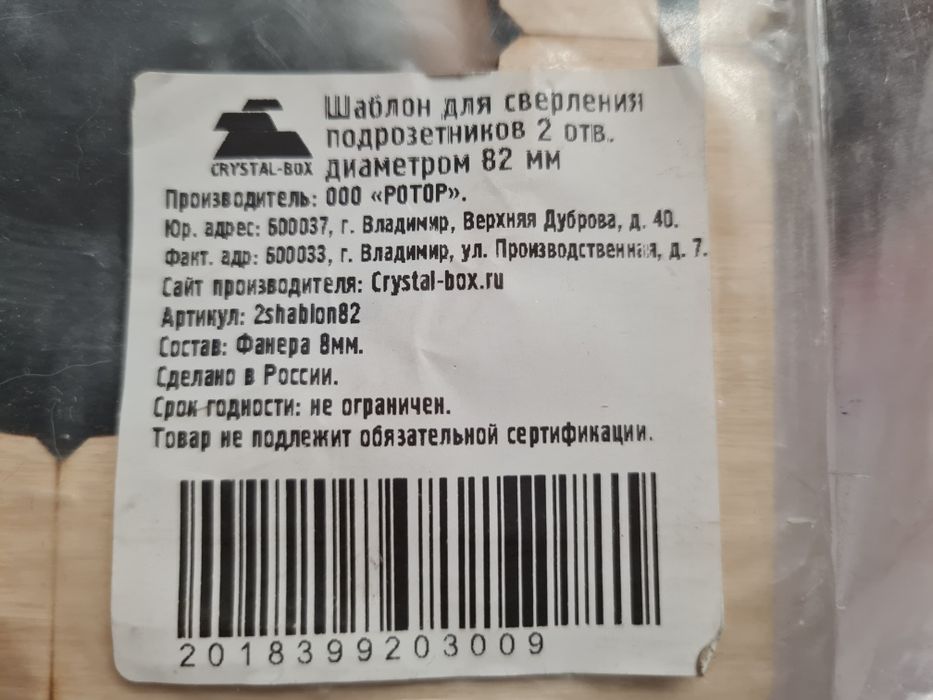 Шаблон для сверления
подрозетников 2 отв.
диаметром 82 мм
CRYSTAL-BOX
Производитель: ООО «РОТОР».
Юр. адрес: 600037, г. Владимир, Верхняя Дуброва, д. 40.
Факт. адр: 600033, г. Владимир, ул. Производственная, д. 7.
Сайт производителя: Crystal-box.ru
Артикул: 2shablon82
Состав: Фанера 8мм.
Сделано в России.
Срок годности: не ограничен.
Товар не подлежит обязательной сертификации.
2018399203009